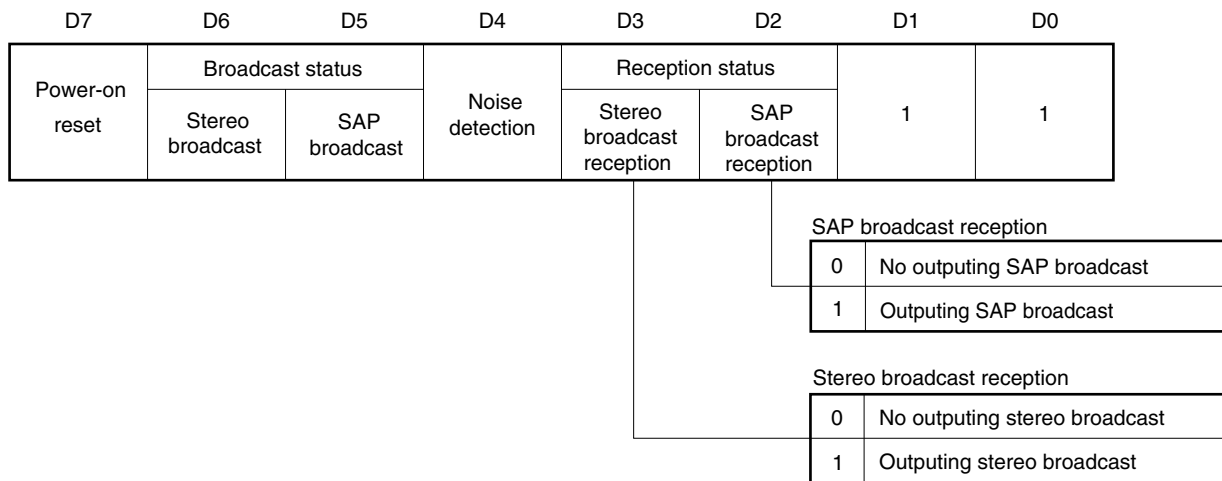 D7 D6 D5 D4 D3 D2 D1 D0
Power-on
reset
Broadcast status
Stereo
broadcast
SAP
broadcast
Noise
detection
Reception status
Stereo
broadcast
reception
SAP
broadcast
reception
1
1
SAP broadcast reception
0 No outputing SAP broadcast
1 Outputing SAP broadcast
Stereo broadcast reception
0 No outputing stereo broadcast
1 Outputing stereo broadcast